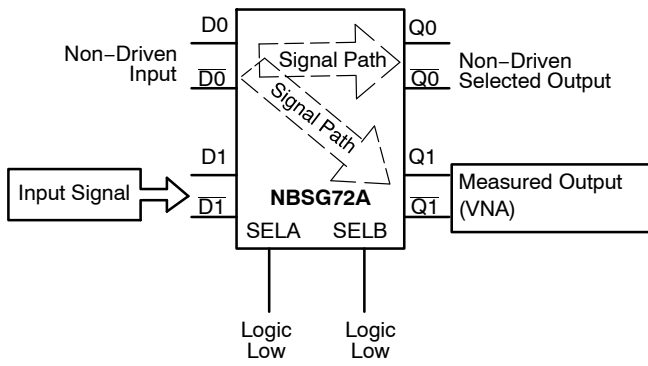 D0
D0
Non−Driven
Input
Signal Path
Signal Path
Q0
Q0
Non−Driven
Selected Output
D1
D1
Input Signal
NBSG72A
SELA SELB
Q1
Q1
Measured Output
(VNA)
Logic
Low
Logic
Low